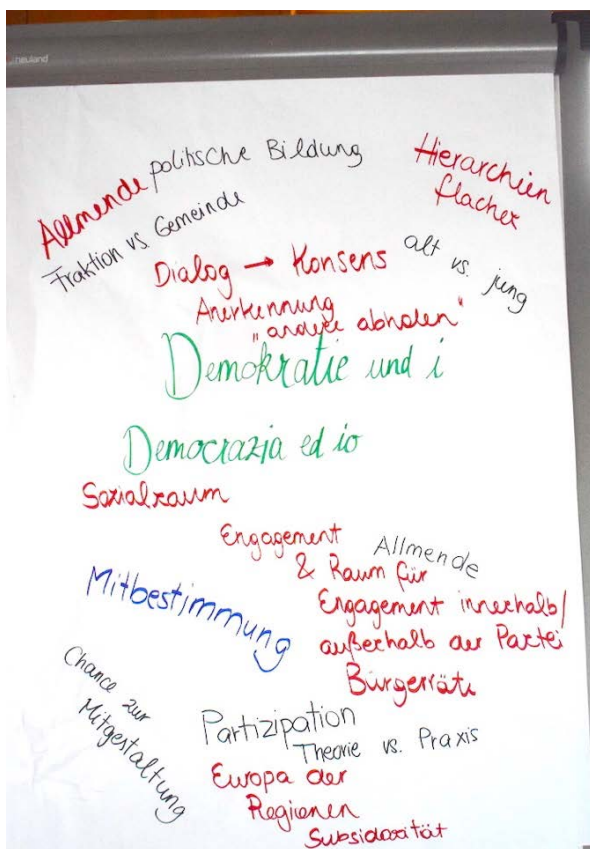 neuland
politische Bildung
Hierarchien
flacher
Allmende
Fraktion vs Gemeinde
alt vs. jung
Dialog → Konsens
Anerkennung
"andere abholen"
Demokratie und i
Democrazia ed io
Sozialraum
Engagement
& Raum für
Engagement innerhalb/
außerhalb der Partei
Allmende
Mitbestimmung
Bürgerräte
Chance zur
Mitgestaltung
Partizipation
Theorie vs. Praxis
Europa der
Regionen
Subsidiarität